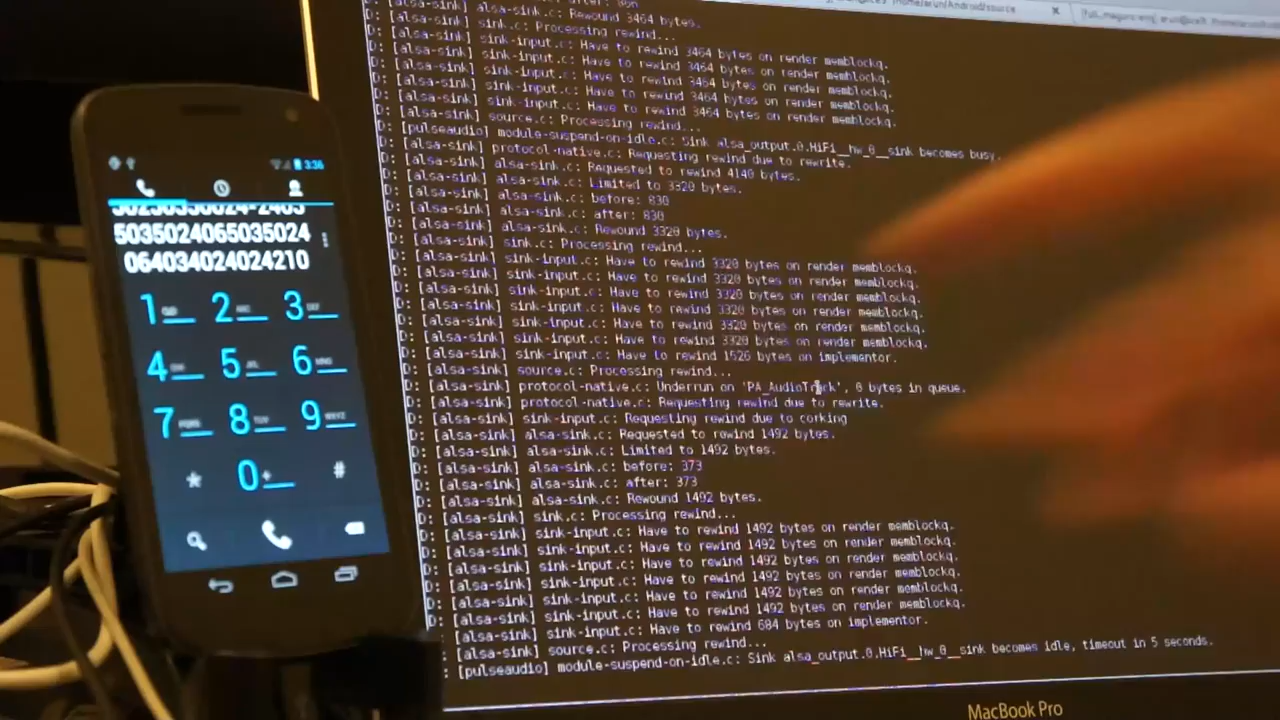 /home/arun/Android/source
D: [alsa-sink] alsa-sink.c: Rewound 3464 bytes.
D: [alsa-sink] sink.c: Processing rewind...
D: [alsa-sink] sink-input.c: Have to rewind 3464 bytes on render memblockq.
D: [alsa-sink] sink-input.c: Have to rewind 3464 bytes on render memblockq.
D: [alsa-sink] sink-input.c: Have to rewind 3464 bytes on render memblockq.
D: [alsa-sink] sink-input.c: Have to rewind 3464 bytes on render memblockq.
D: [alsa-sink] sink-input.c: Have to rewind 3464 bytes on render memblockq.
D: [alsa-sink] source.c: Processing rewind...
D: [pulseaudio] module-suspend-on-idle.c: Sink alsa_output.0.HiFi__hw_0__sink becomes busy.
D: [alsa-sink] protocol-native.c: Requesting rewind due to rewrite.
D: [alsa-sink] alsa-sink.c: Requested to rewind 4140 bytes.
D: [alsa-sink] alsa-sink.c: Limited to 3320 bytes.
D: [alsa-sink] alsa-sink.c: before: 830
D: [alsa-sink] alsa-sink.c: after: 830
D: [alsa-sink] alsa-sink.c: Rewound 3320 bytes.
D: [alsa-sink] sink.c: Processing rewind...
D: [alsa-sink] sink-input.c: Have to rewind 3320 bytes on render memblockq.
D: [alsa-sink] sink-input.c: Have to rewind 3320 bytes on render memblockq.
D: [alsa-sink] sink-input.c: Have to rewind 3320 bytes on render memblockq.
D: [alsa-sink] sink-input.c: Have to rewind 3320 bytes on render memblockq.
D: [alsa-sink] sink-input.c: Have to rewind 3320 bytes on render memblockq.
D: [alsa-sink] sink-input.c: Have to rewind 1526 bytes on implementor.
D: [alsa-sink] source.c: Processing rewind...
D: [alsa-sink] protocol-native.c: Underrun on 'PA_AudioTrack', 0 bytes in queue.
D: [alsa-sink] protocol-native.c: Requesting rewind due to rewrite.
D: [alsa-sink] sink-input.c: Requesting rewind due to corking
D: [alsa-sink] alsa-sink.c: Requested to rewind 1492 bytes.
D: [alsa-sink] alsa-sink.c: Limited to 1492 bytes.
D: [alsa-sink] alsa-sink.c: before: 373
D: [alsa-sink] alsa-sink.c: after: 373
D: [alsa-sink] alsa-sink.c: Rewound 1492 bytes.
D: [alsa-sink] sink.c: Processing rewind...
D: [alsa-sink] sink-input.c: Have to rewind 1492 bytes on render memblockq.
D: [alsa-sink] sink-input.c: Have to rewind 1492 bytes on render memblockq.
D: [alsa-sink] sink-input.c: Have to rewind 1492 bytes on render memblockq.
D: [alsa-sink] sink-input.c: Have to rewind 1492 bytes on render memblockq.
D: [alsa-sink] sink-input.c: Have to rewind 1492 bytes on render memblockq.
D: [alsa-sink] sink-input.c: Have to rewind 684 bytes on implementor.
: [alsa-sink] source.c: Processing rewind...
: [pulseaudio] module-suspend-on-idle.c: Sink alsa_output.0.HiFi__hw_0__sink becomes idle, timeout in 5 seconds.
MacBook Pro
3:36
5035024065035024
064034024024210
1 2 3
4 5 6
7 8 9
* 0+ #